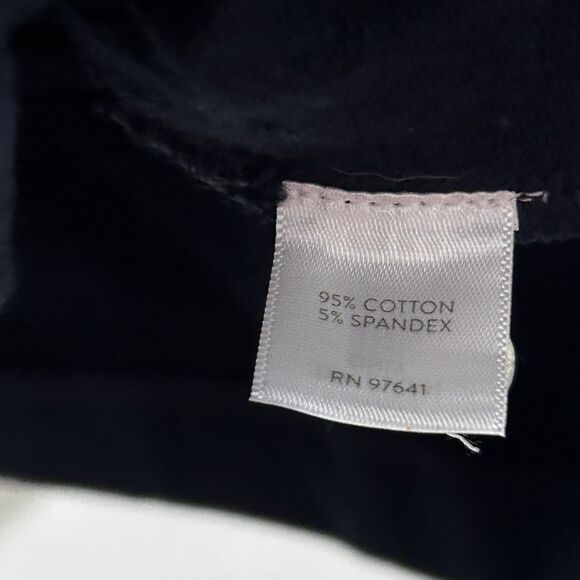 95% COTTON
5% SPANDEX
RN 97641